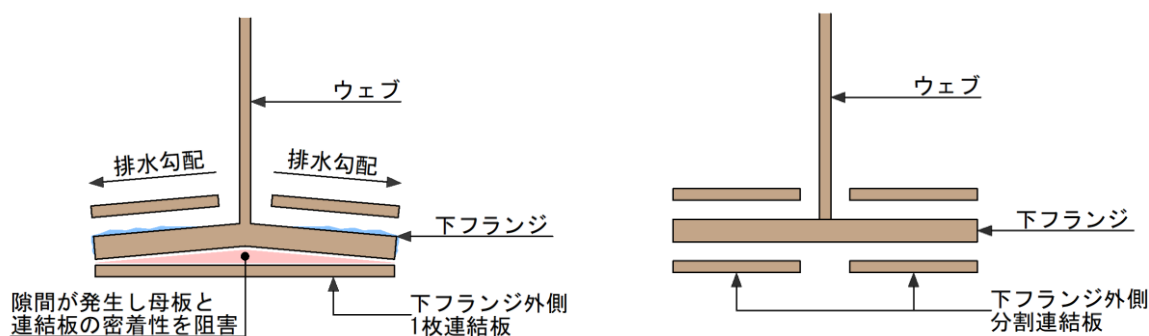 ウェブ
排水勾配
排水勾配
下フランジ
隙間が発生し母板と
連結板の密着性を阻害
下フランジ外側
1枚連結板
ウェブ
下フランジ
下フランジ外側
分割連結板